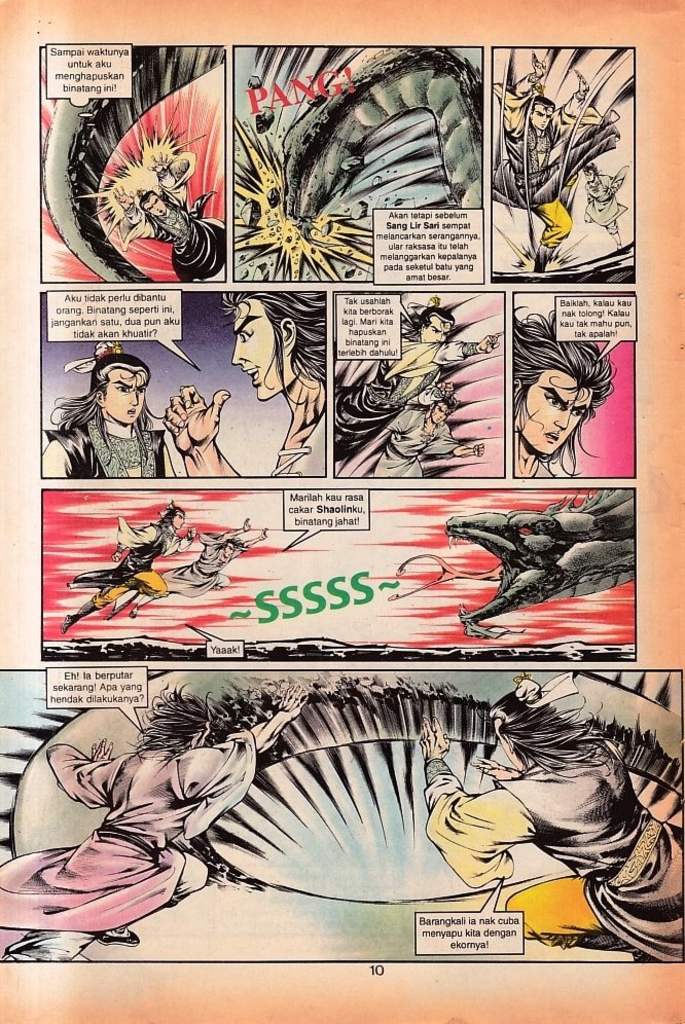 Sampai waktunya
untuk aku
menghapuskan
binatang ini!
PANG!
Akan tetapi sebelum
Sang Lir Sari sempat
melancarkan serangannya,
ular raksasa itu telah
melanggarkan kepalanya
pada seketul batu yang
amat besar.
Aku tidak perlu dibantu
orang. Binatang seperti ini,
jangankan satu, dua pun aku
tidak akan khuatir?
Tak usahlah
kita berborak
lagi. Mari kita
hapuskan
binatang ini
terlebih dahulu!
Baiklah, kalau kau
nak tolong! Kalau
kau tak mahu pun,
tak apalah!
Marilah kau rasa
cakar Shaolinku,
binatang jahat!
~SSSSS~
Yaaak!
Eh! Ia berputar
sekarang! Apa yang
hendak dilakukanya?
Barangkali ia nak cuba
menyapu kita dengan
ekornya!
10